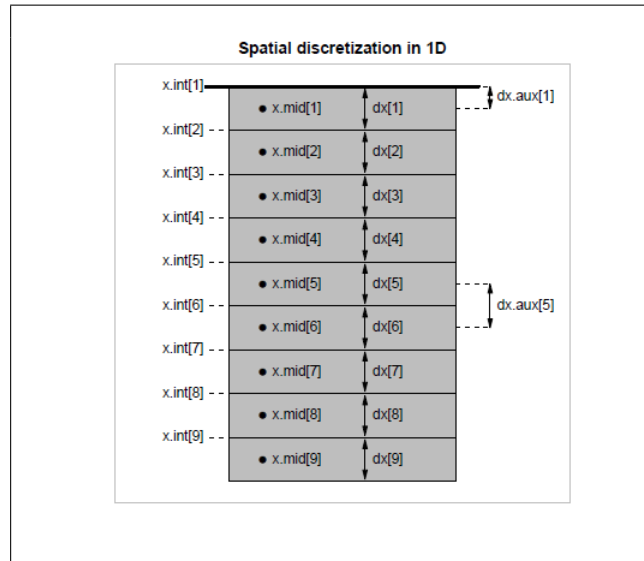 Spatial discretization in 1D
x.int[1]
dx.aux[1]
x.mid[1]
dx[1]
x.int[2]
x.mid[2]
dx[2]
x.int[3]
x.mid[3]
dx[3]
x.int[4]
x.mid[4]
dx[4]
x.int[5]
x.mid[5]
dx[5]
x.int[6]
dx.aux[5]
x.mid[6]
dx[6]
x.int[7]
x.mid[7]
dx[7]
x.int[8]
x.mid[8]
dx[8]
x.int[9]
x.mid[9]
dx[9]